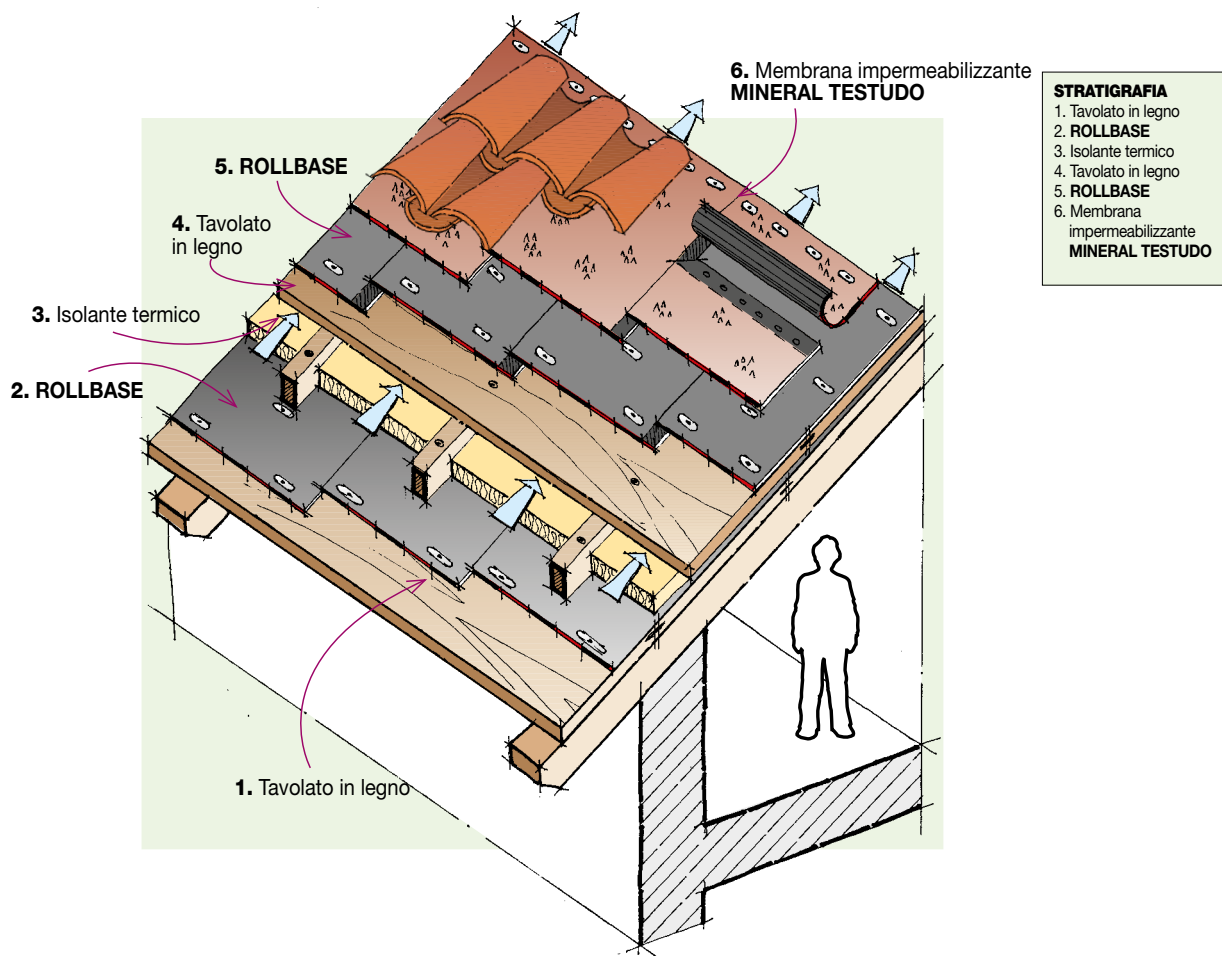 6. Membrana impermeabilizzante
MINERAL TESTUDO
5. ROLLBASE
4. Tavolato
in legno
3. Isolante termico
2. ROLLBASE
1. Tavolato in legno
STRATIGRAFIA
1. Tavolato in legno
2. ROLLBASE
3. Isolante termico
4. Tavolato in legno
5. ROLLBASE
6. Membrana
impermeabilizzante
MINERAL TESTUDO